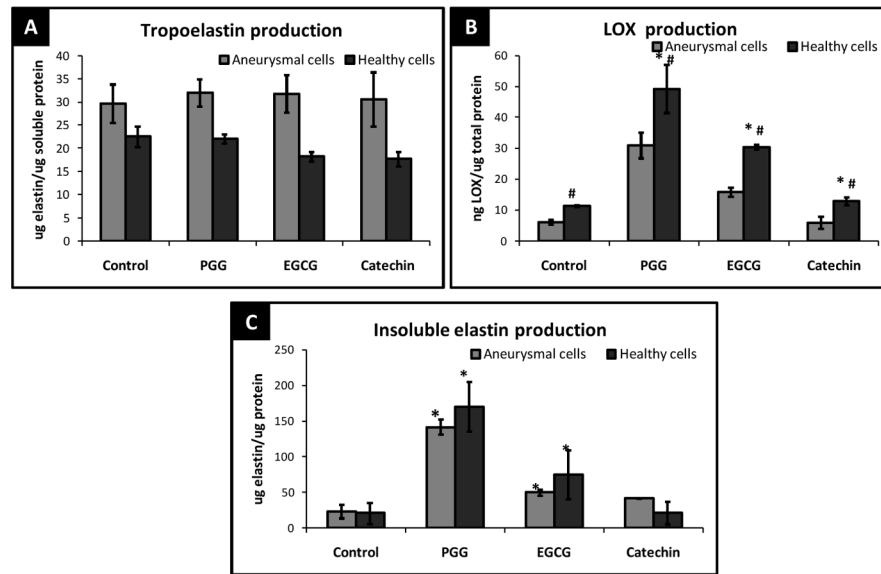 A
Tropoelastin production
Aneurysmal cells Healthy cells
ug elastin/ug soluble protein
40
35
30
25
20
15
10
5
0
Control PGG EGCG Catechin
B
LOX production
Aneurysmal cells Healthy cells
ng LOX/ug total protein
60
50
40
30
20
10
0
#
* #
* #
* #
Control PGG EGCG Catechin
C
Insoluble elastin production
Aneurysmal cells Healthy cells
ug elastin/ug protein
250
200
150
100
50
0
* *
* *
Control PGG EGCG Catechin